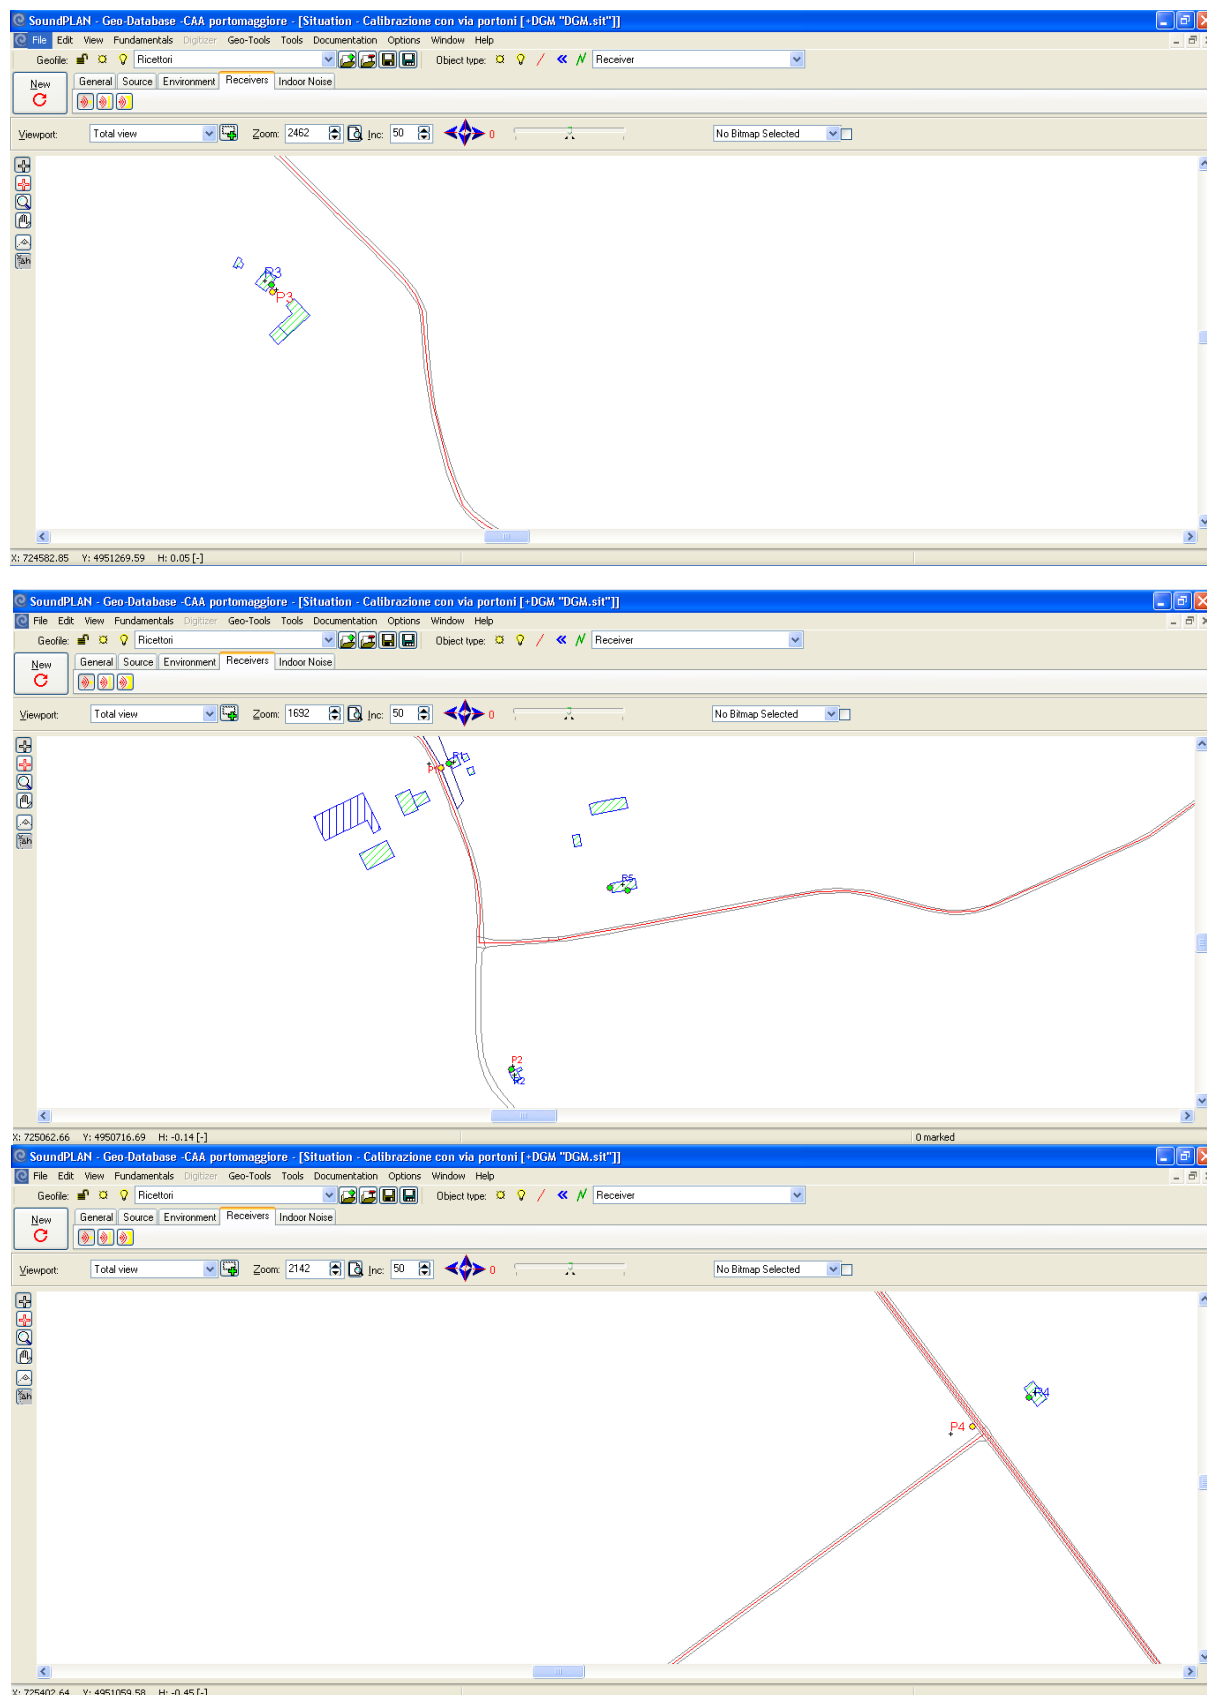 SoundPLAN - Geo-Database -CAA portomaggiore - [Situation - Calibrazione con via portoni [+DGM "DGM.sit"]]
File Edit View Fundamentals Digitizer Geo-Tools Tools Documentation Options Window Help
Geofile: Ricettori Object type: Receiver
New General Source Environment Receivers Indoor Noise
Viewport: Total view Zoom: 2462 Inc: 50 0 No Bitmap Selected
R3
P3
X: 724582.85 Y: 4951269.59 H: 0.05 [-]
SoundPLAN - Geo-Database -CAA portomaggiore - [Situation - Calibrazione con via portoni [+DGM "DGM.sit"]]
File Edit View Fundamentals Digitizer Geo-Tools Tools Documentation Options Window Help
Geofile: Ricettori Object type: Receiver
New General Source Environment Receivers Indoor Noise
Viewport: Total view Zoom: 1692 Inc: 50 0 No Bitmap Selected
R1
R5
P2
R2
X: 725062.66 Y: 4950716.69 H: -0.14 [-] 0 marked
SoundPLAN - Geo-Database -CAA portomaggiore - [Situation - Calibrazione con via portoni [+DGM "DGM.sit"]]
File Edit View Fundamentals Digitizer Geo-Tools Tools Documentation Options Window Help
Geofile: Ricettori Object type: Receiver
New General Source Environment Receivers Indoor Noise
Viewport: Total view Zoom: 2142 Inc: 50 0 No Bitmap Selected
R4
P4
X: 725402.64 Y: 4951059.58 H: -0.45 [-]